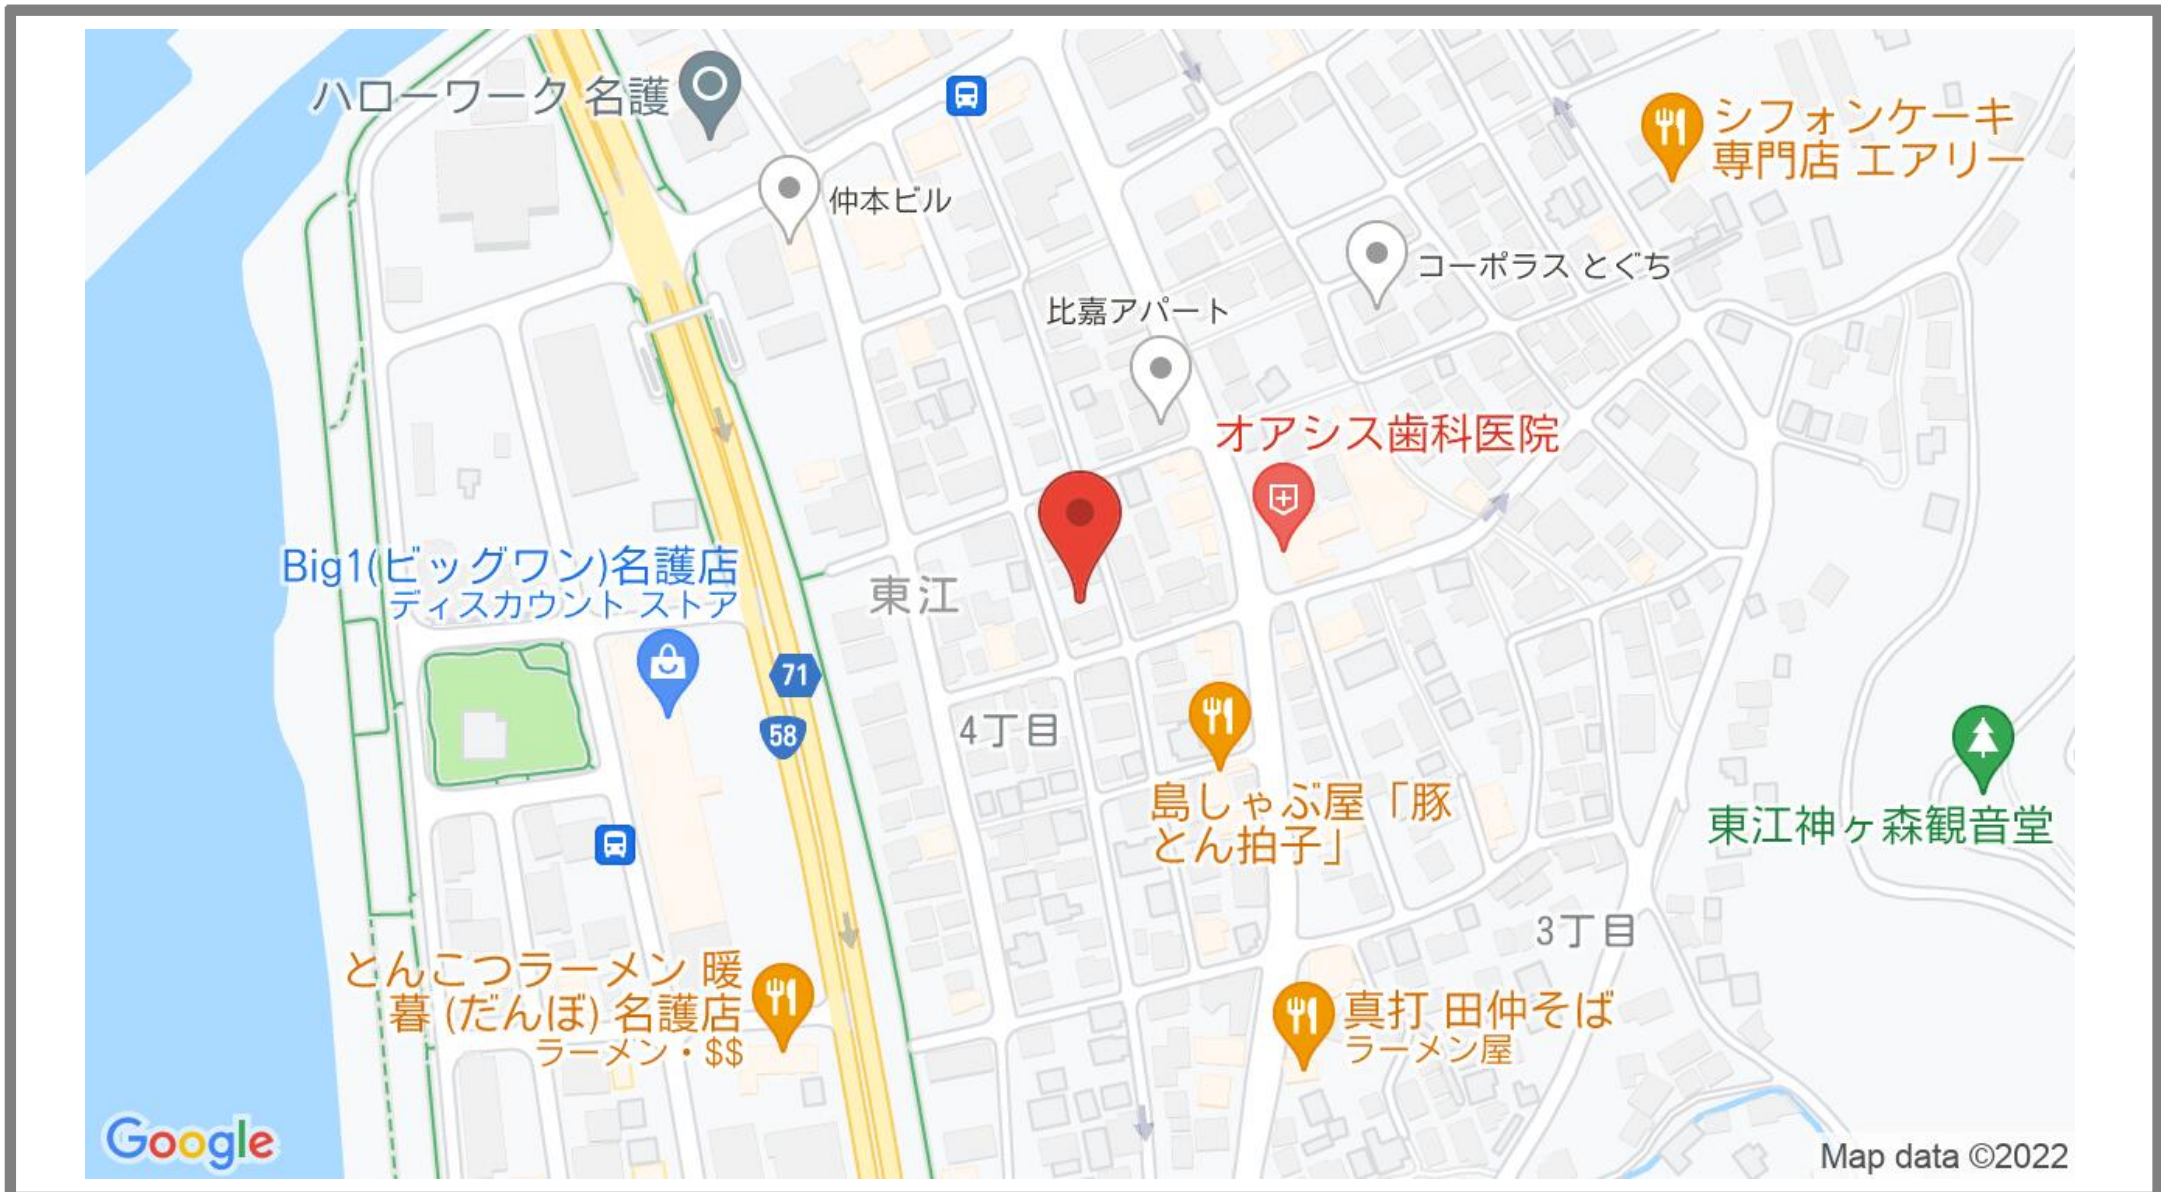 ハローワーク 名護
仲本ビル
シフォンケーキ
専門店 エアリー
コーポラス とぐち
比嘉アパート
オアシス歯科医院
Big1(ビッグワン)名護店
ディスカウント ストア
東江
71
58
4丁目
島しゃぶ屋「豚
とん拍子」
東江神ヶ森観音堂
3丁目
とんこつラーメン 暖
暮 (だんぼ) 名護店
ラーメン・$$
真打 田仲そば
ラーメン屋
Google
Map data ©2022